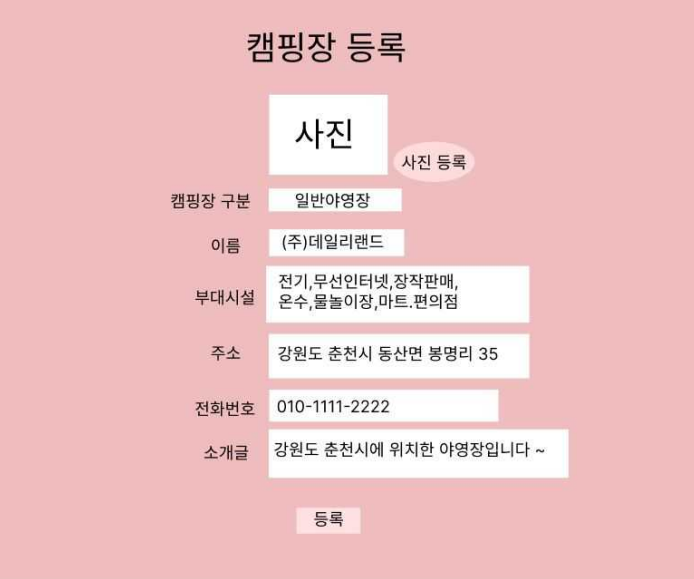 캠핑장 등록
사진
사진 등록
캠핑장 구분 일반야영장
이름 (주)데일리랜드
부대시설 전기,무선인터넷,장작판매,
온수,물놀이장,마트.편의점
주소 강원도 춘천시 동산면 봉명리 35
전화번호 010-1111-2222
소개글 강원도 춘천시에 위치한 야영장입니다 ~
등록